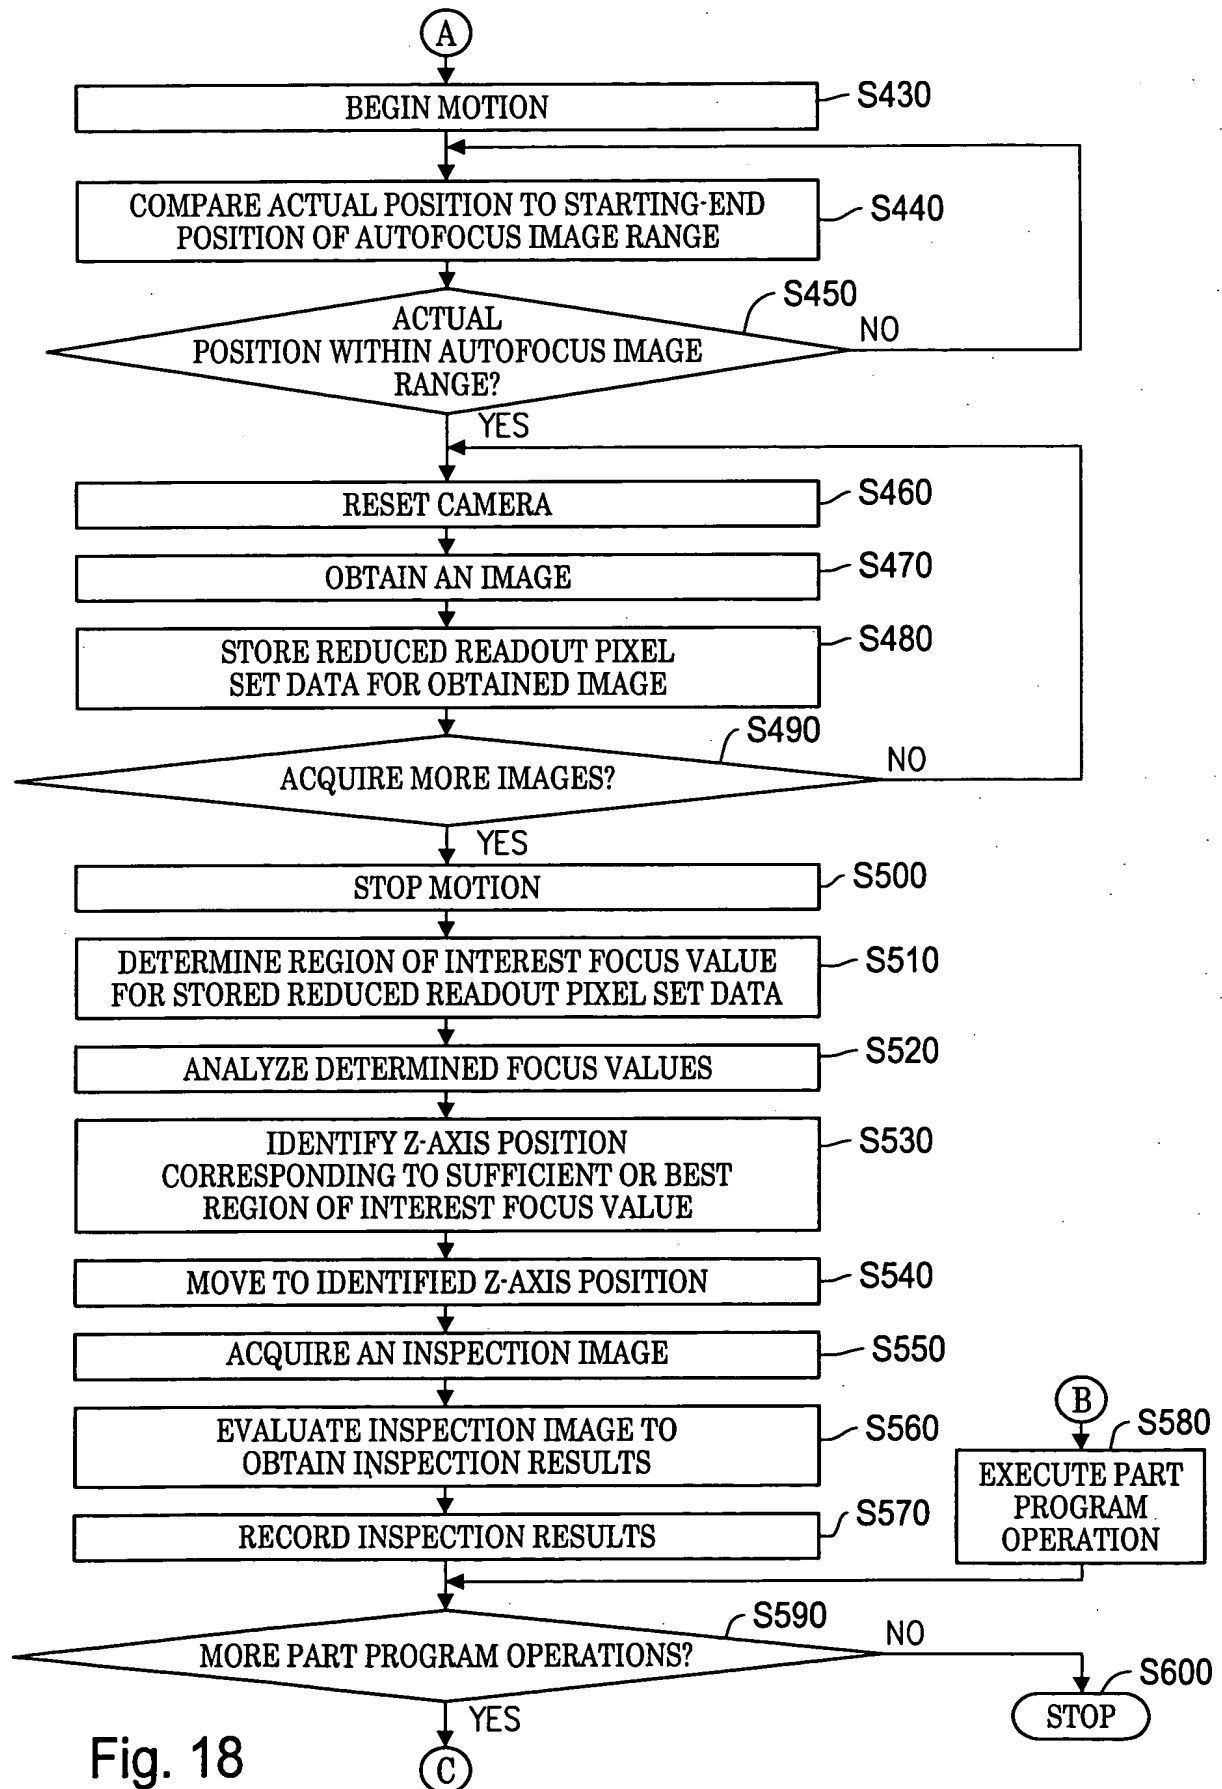 A
BEGIN MOTION
S430
COMPARE ACTUAL POSITION TO STARTING-END
POSITION OF AUTOFOCUS IMAGE RANGE
S440
S450
ACTUAL
POSITION WITHIN AUTOFOCUS IMAGE
RANGE?
NO
YES
RESET CAMERA
S460
OBTAIN AN IMAGE
S470
STORE REDUCED READOUT PIXEL
SET DATA FOR OBTAINED IMAGE
S480
S490
ACQUIRE MORE IMAGES?
NO
YES
STOP MOTION
S500
DETERMINE REGION OF INTEREST FOCUS VALUE
FOR STORED REDUCED READOUT PIXEL SET DATA
S510
ANALYZE DETERMINED FOCUS VALUES
S520
IDENTIFY Z-AXIS POSITION
CORRESPONDING TO SUFFICIENT OR BEST
REGION OF INTEREST FOCUS VALUE
S530
MOVE TO IDENTIFIED Z-AXIS POSITION
S540
ACQUIRE AN INSPECTION IMAGE
S550
EVALUATE INSPECTION IMAGE TO
OBTAIN INSPECTION RESULTS
S560
RECORD INSPECTION RESULTS
S570
B
S580
EXECUTE PART
PROGRAM
OPERATION
S590
MORE PART PROGRAM OPERATIONS?
NO
S600
STOP
YES
C
Fig. 18